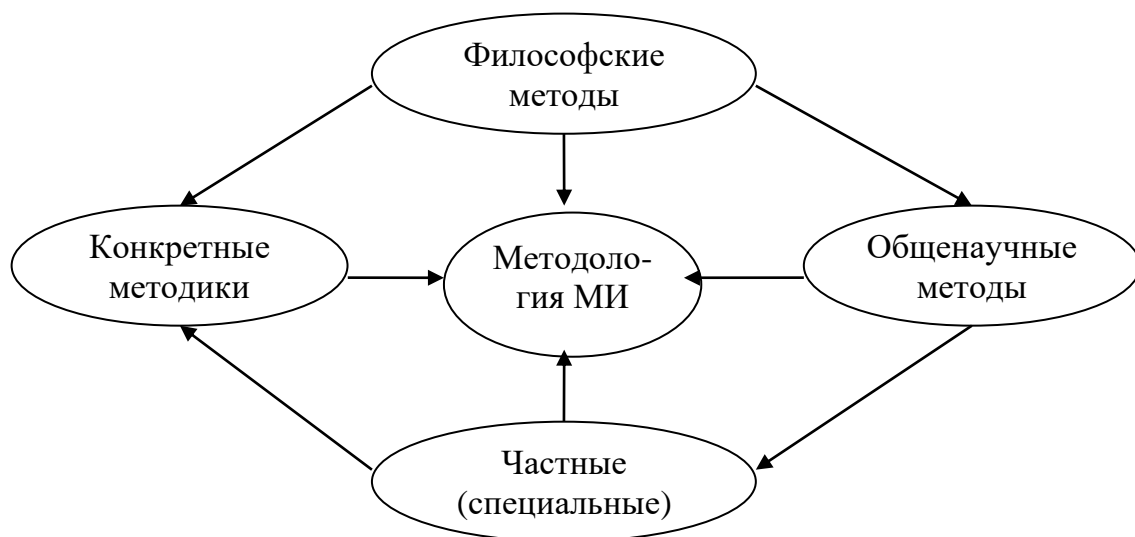 Философские
методы
Конкретные
методики
Методоло-
гия МИ
Общенаучные
методы
Частные
(специальные)